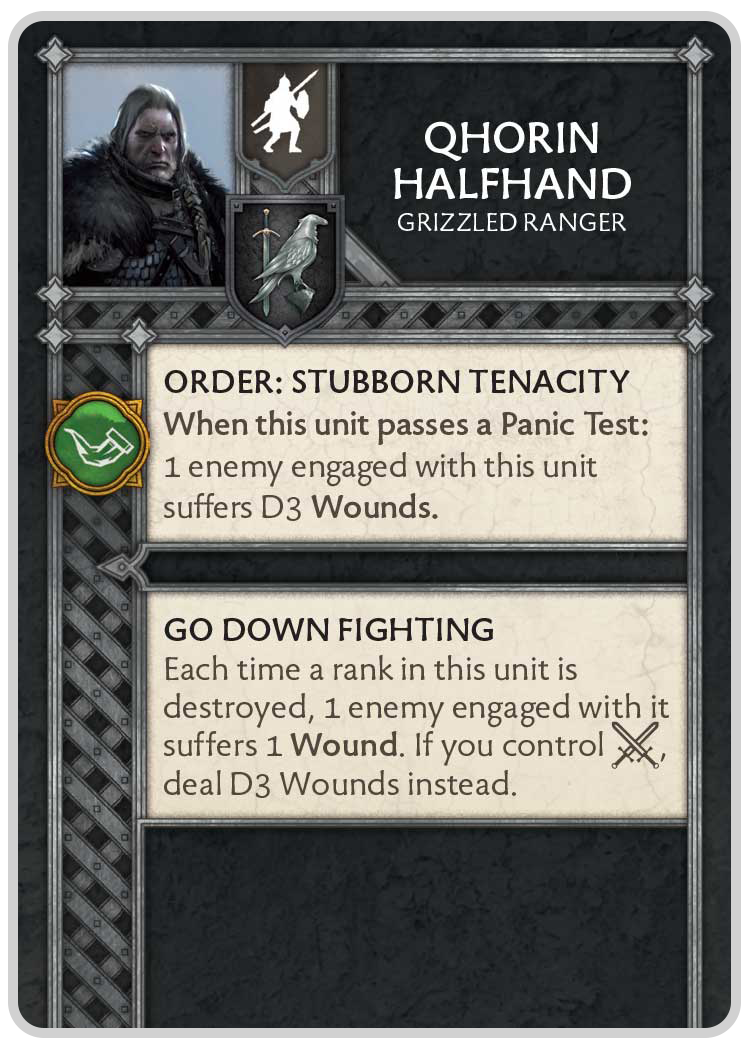 QHORIN
HALFHAND
GRIZZLED RANGER
ORDER: STUBBORN TENACITY
When this unit passes a Panic Test:
1 enemy engaged with this unit
suffers D3 Wounds.
GO DOWN FIGHTING
Each time a rank in this unit is
destroyed, 1 enemy engaged with it
suffers 1 Wound. If you control ,
deal D3 Wounds instead.